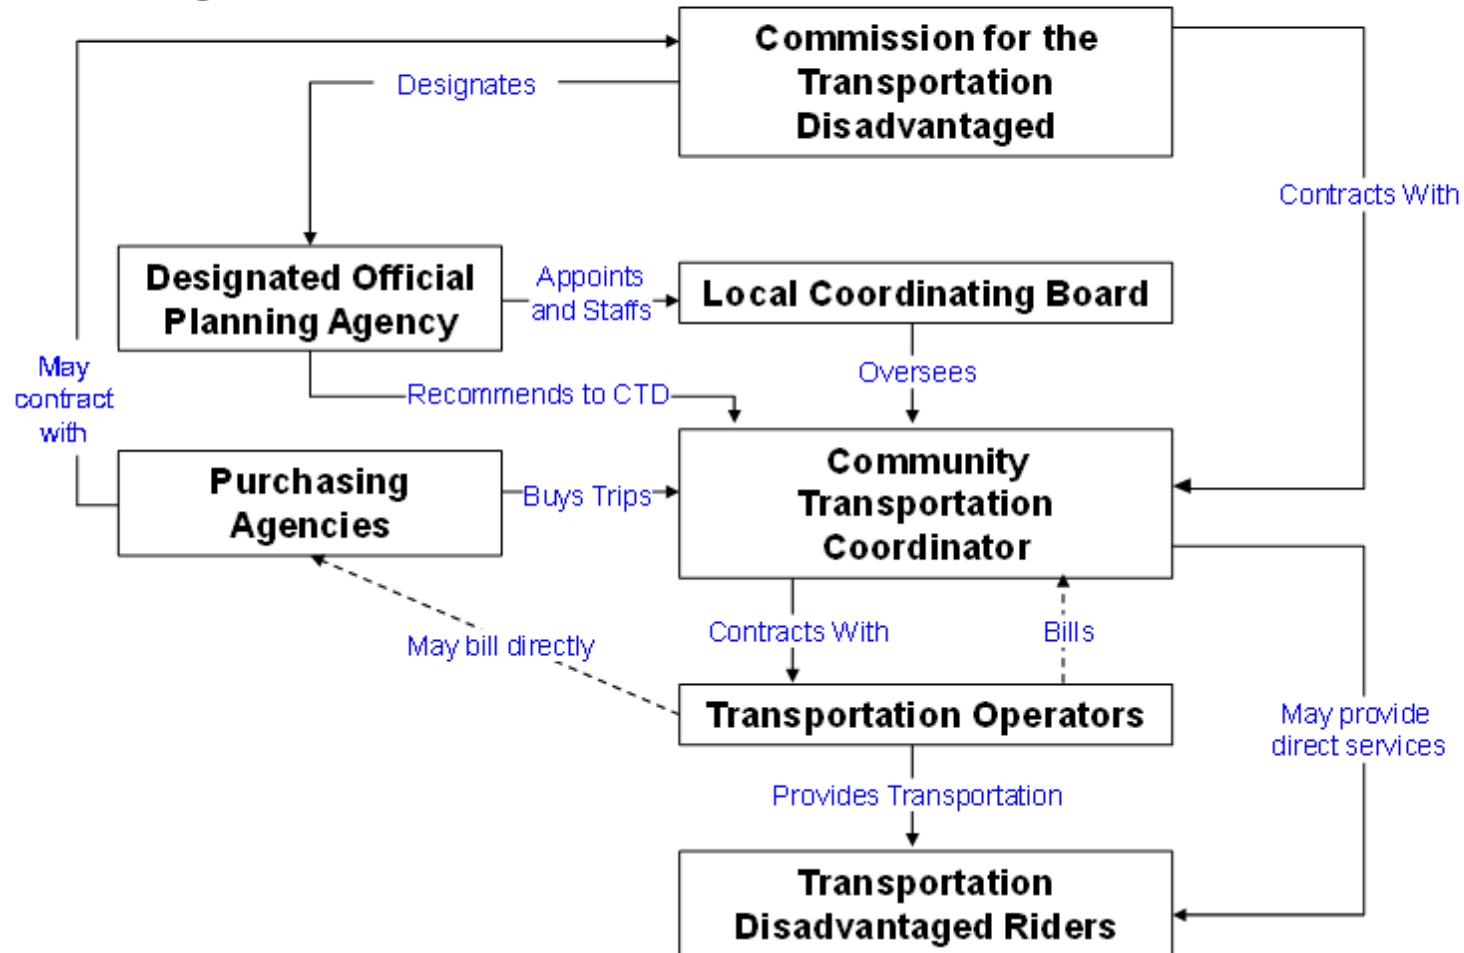 Commission for the
Transportation
Disadvantaged
Designates
Contracts With
Designated Official
Planning Agency
Appoints
and Staffs
Local Coordinating Board
May
contract
with
Recommends to CTD
Oversees
Purchasing
Agencies
Buys Trips
Community
Transportation
Coordinator
May bill directly
Contracts With
Bills
Transportation Operators
May provide
direct services
Provides Transportation
Transportation
Disadvantaged Riders